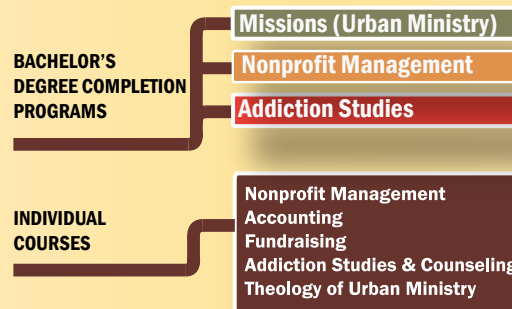 BACHELOR'S
DEGREE COMPLETION
PROGRAMS
Missions (Urban Ministry)
Nonprofit Management
Addiction Studies
INDIVIDUAL
COURSES
Nonprofit Management
Accounting
Fundraising
Addiction Studies & Counseling
Theology of Urban Ministry